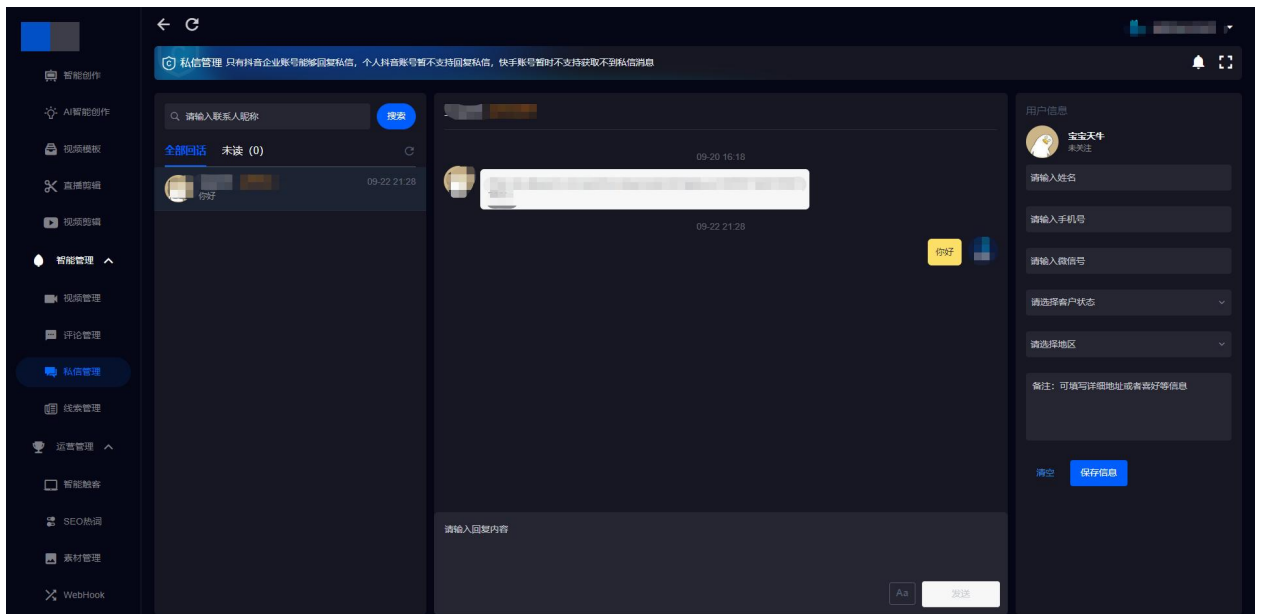 智能创作
AI智能创作
视频模板
直播剪辑
视频剪辑
智能管理
视频管理
评论管理
私信管理
线索管理
运营管理
智能触客
SEO热词
素材管理
WebHook
私信管理 只有抖音企业账号能够回复私信，个人抖音账号暂不支持回复私信，快手账号暂时不支持获取不到私信消息
请输入联系人昵称
搜索
全部回话 未读 (0)
09-22 21:28
你好
09-20 16:18
09-22 21:28
你好
请输入回复内容
Aa
发送
用户信息
宝宝天牛
未关注
请输入姓名
请输入手机号
请输入微信号
请选择客户状态
请选择地区
备注：可填写详细地址或者喜好等信息
清空
保存信息